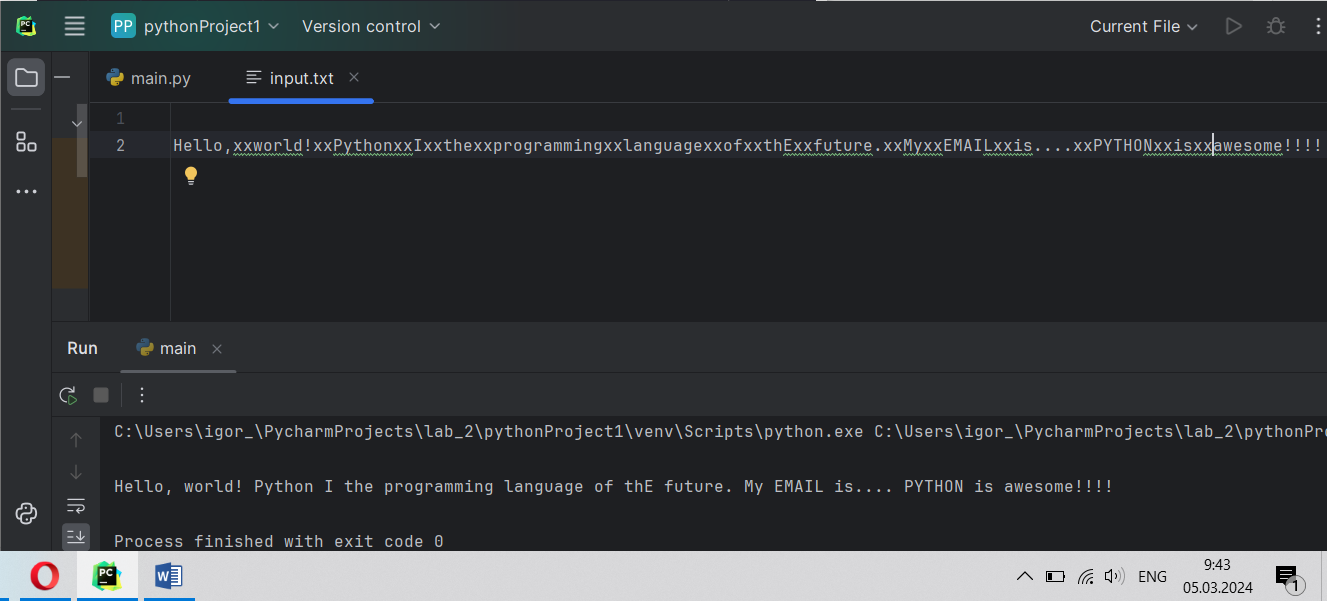 PC
PP pythonProject1 Version control Current File
main.py input.txt
1
2 Hello,xxworld!xxPythonxxIxxthexxprogrammingxxlanguagexxofxxthExxfuture.xxMyxxEMAILxxis....xxPYTHONxxisxxawesome!!!!
Run main
C:\Users\igor_\PycharmProjects\lab_2\pythonProject1\venv\Scripts\python.exe C:\Users\igor_\PycharmProjects\lab_2\pythonPr
Hello, world! Python I the programming language of thE future. My EMAIL is.... PYTHON is awesome!!!!
Process finished with exit code 0
PC W ENG 9:43 1
05.03.2024